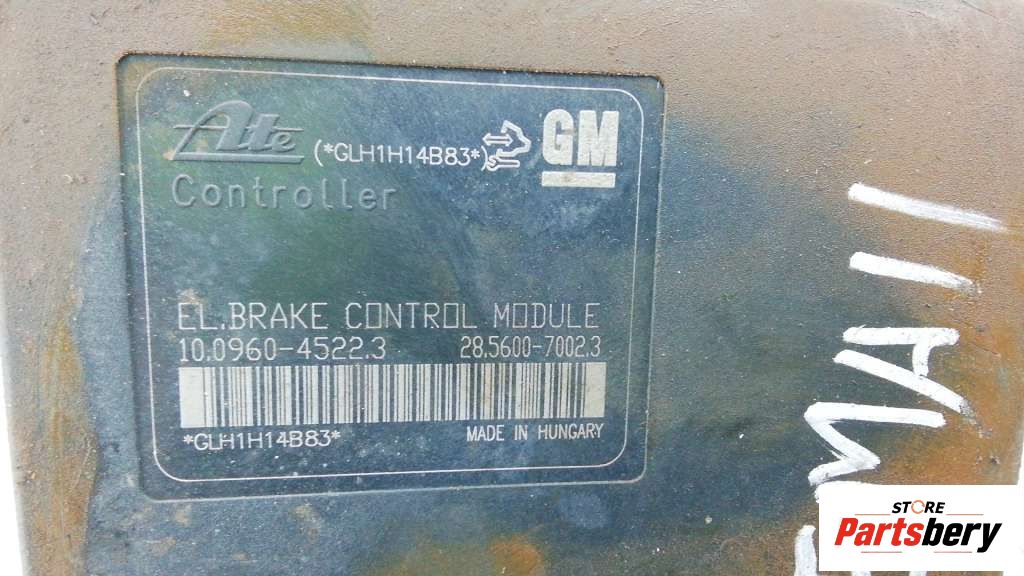 Ate (*GLH1H14B83*) GM
Controller
EL.BRAKE CONTROL MODULE
10.0960-4522.3 28.5600-7002.3
*GLH1H14B83*
MADE IN HUNGARY
STORE
Partsbery